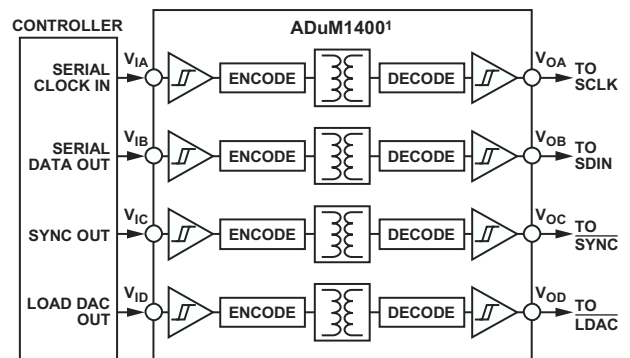 CONTROLLER
ADuM1400¹
SERIAL
CLOCK IN
V_IA
ENCODE
DECODE
V_OA
TO
SCLK
SERIAL
DATA OUT
V_IB
ENCODE
DECODE
V_OB
TO
SDIN
SYNC OUT
V_IC
ENCODE
DECODE
V_OC
TO
SYNC
LOAD DAC
OUT
V_ID
ENCODE
DECODE
V_OD
TO
LDAC